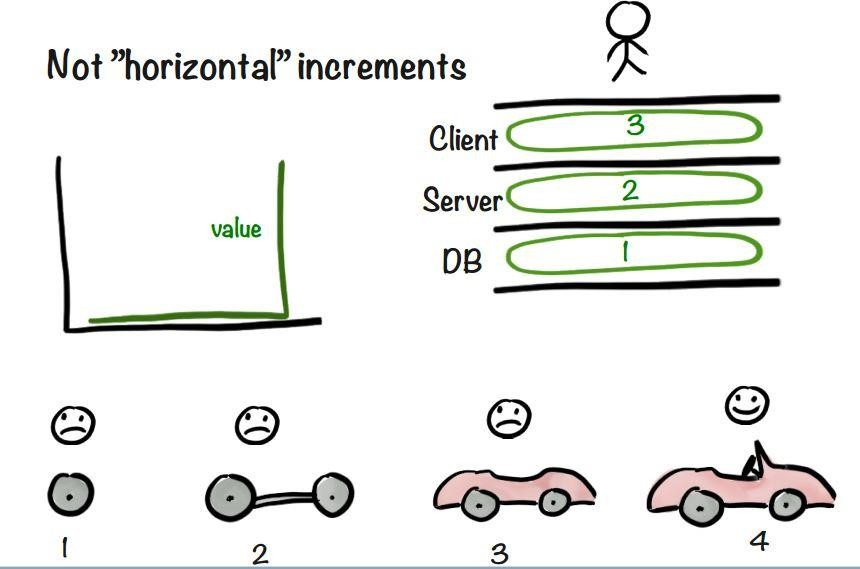 Not "horizontal" increments
value
Client 3
Server 2
DB 1
1 2 3 4